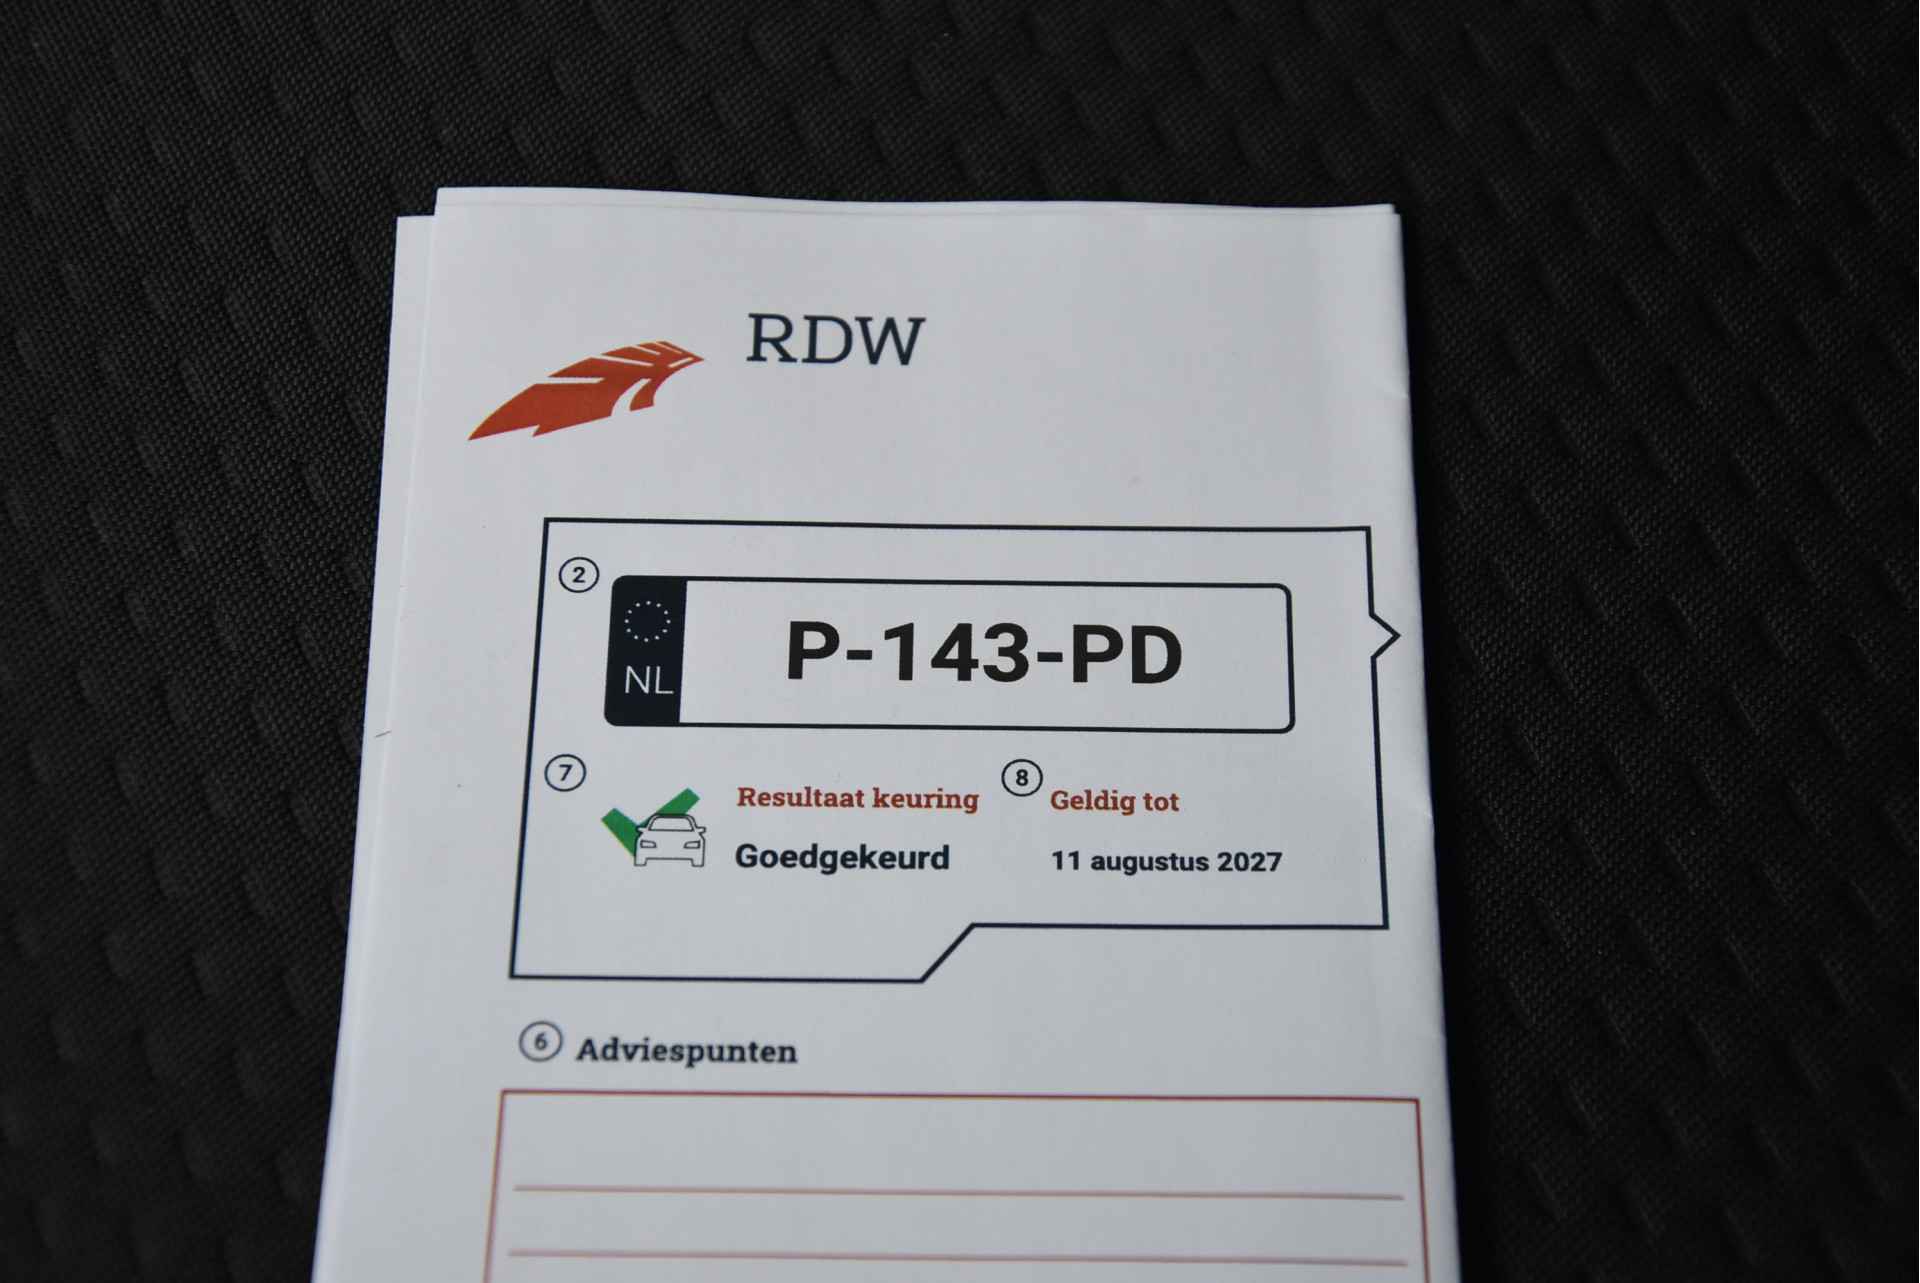 RDW
2
NL
P-143-PD
7
Resultaat keuring
Goedgekeurd
8
Geldig tot
11 augustus 2027
6 Adviespunten